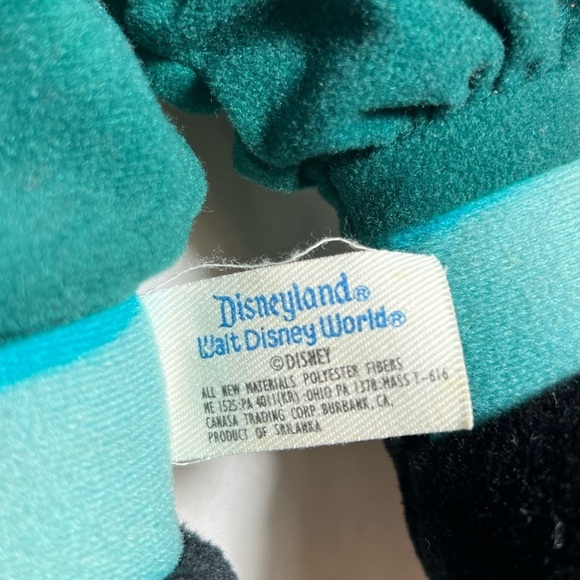 Disneyland®
Walt Disney World®
©DISNEY
ALL NEW MATERIALS POLYESTER FIBERS
ME 1525:PA 4011(KR):OHIO PA 1378:MASS T-616
CANASA TRADING CORP BURBANK, CA.
PRODUCT OF SRILANKA